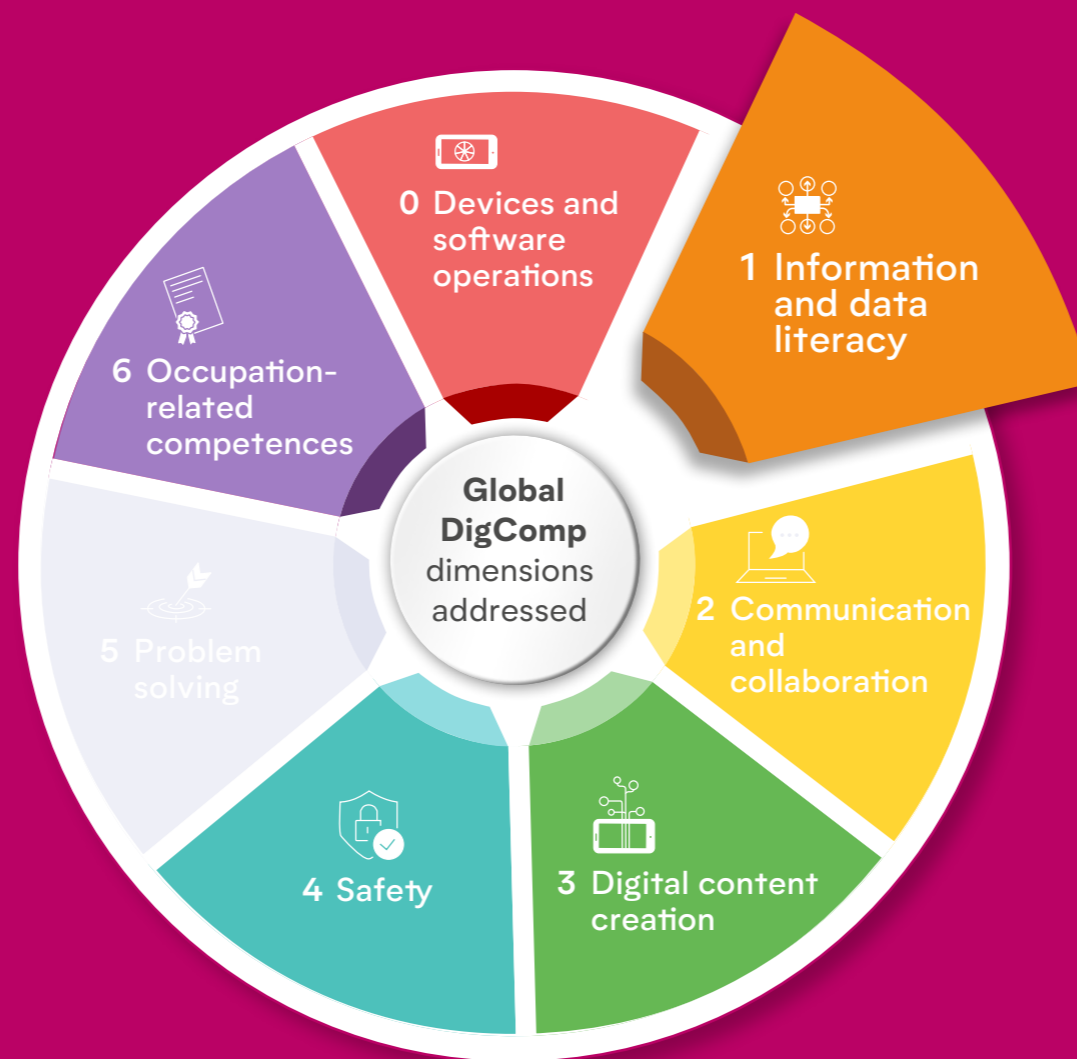 0 Devices and
software
operations
1 Information
and data
literacy
2 Communication
and
collaboration
3 Digital content
creation
4 Safety
5 Problem
solving
6 Occupation-
related
competences
Global
DigComp
dimensions
addressed